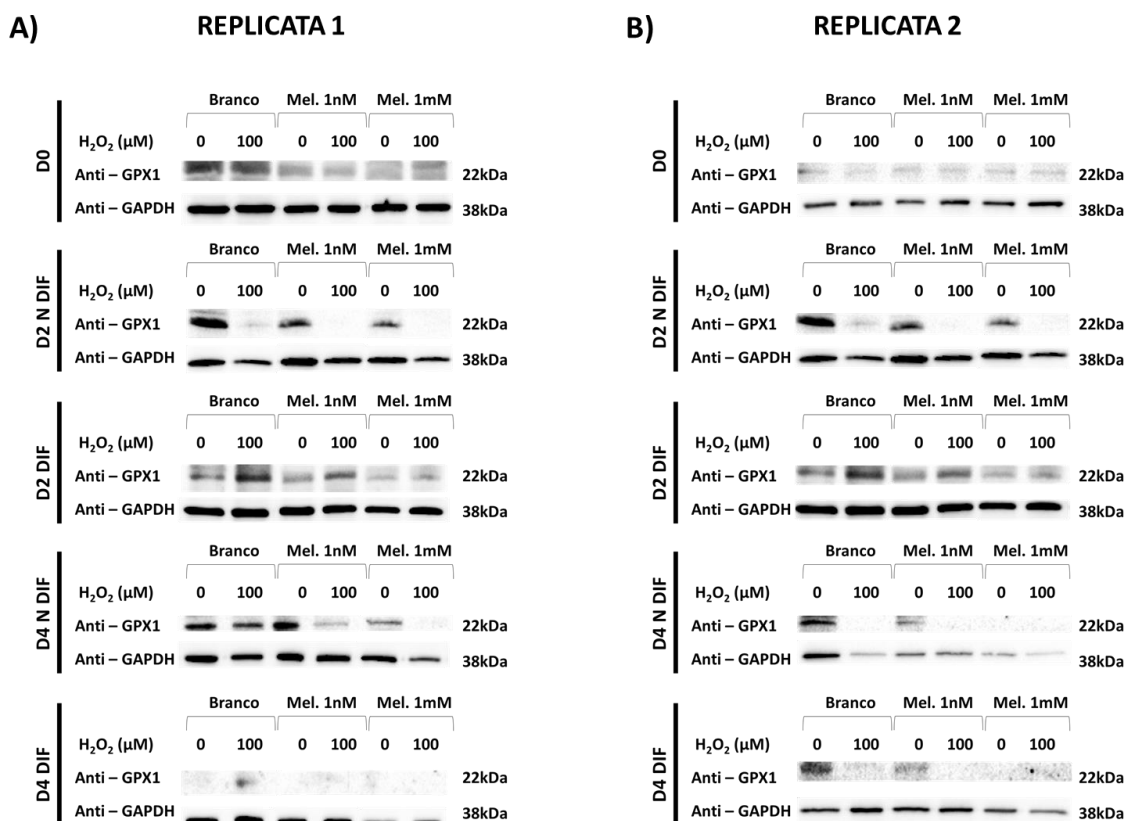 A) REPLICATA 1
D0
Branco Mel. 1nM Mel. 1mM
H₂O₂ (µM) 0 100 0 100 0 100
Anti – GPX1 22kDa
Anti – GAPDH 38kDa
D2 N DIF
Branco Mel. 1nM Mel. 1mM
H₂O₂ (µM) 0 100 0 100 0 100
Anti – GPX1 22kDa
Anti – GAPDH 38kDa
D2 DIF
Branco Mel. 1nM Mel. 1mM
H₂O₂ (µM) 0 100 0 100 0 100
Anti – GPX1 22kDa
Anti – GAPDH 38kDa
D4 N DIF
Branco Mel. 1nM Mel. 1mM
H₂O₂ (µM) 0 100 0 100 0 100
Anti – GPX1 22kDa
Anti – GAPDH 38kDa
D4 DIF
Branco Mel. 1nM Mel. 1mM
H₂O₂ (µM) 0 100 0 100 0 100
Anti – GPX1 22kDa
Anti – GAPDH 38kDa
B) REPLICATA 2
D0
Branco Mel. 1nM Mel. 1mM
H₂O₂ (µM) 0 100 0 100 0 100
Anti – GPX1 22kDa
Anti – GAPDH 38kDa
D2 N DIF
Branco Mel. 1nM Mel. 1mM
H₂O₂ (µM) 0 100 0 100 0 100
Anti – GPX1 22kDa
Anti – GAPDH 38kDa
D2 DIF
Branco Mel. 1nM Mel. 1mM
H₂O₂ (µM) 0 100 0 100 0 100
Anti – GPX1 22kDa
Anti – GAPDH 38kDa
D4 N DIF
Branco Mel. 1nM Mel. 1mM
H₂O₂ (µM) 0 100 0 100 0 100
Anti – GPX1 22kDa
Anti – GAPDH 38kDa
D4 DIF
Branco Mel. 1nM Mel. 1mM
H₂O₂ (µM) 0 100 0 100 0 100
Anti – GPX1 22kDa
Anti – GAPDH 38kDa